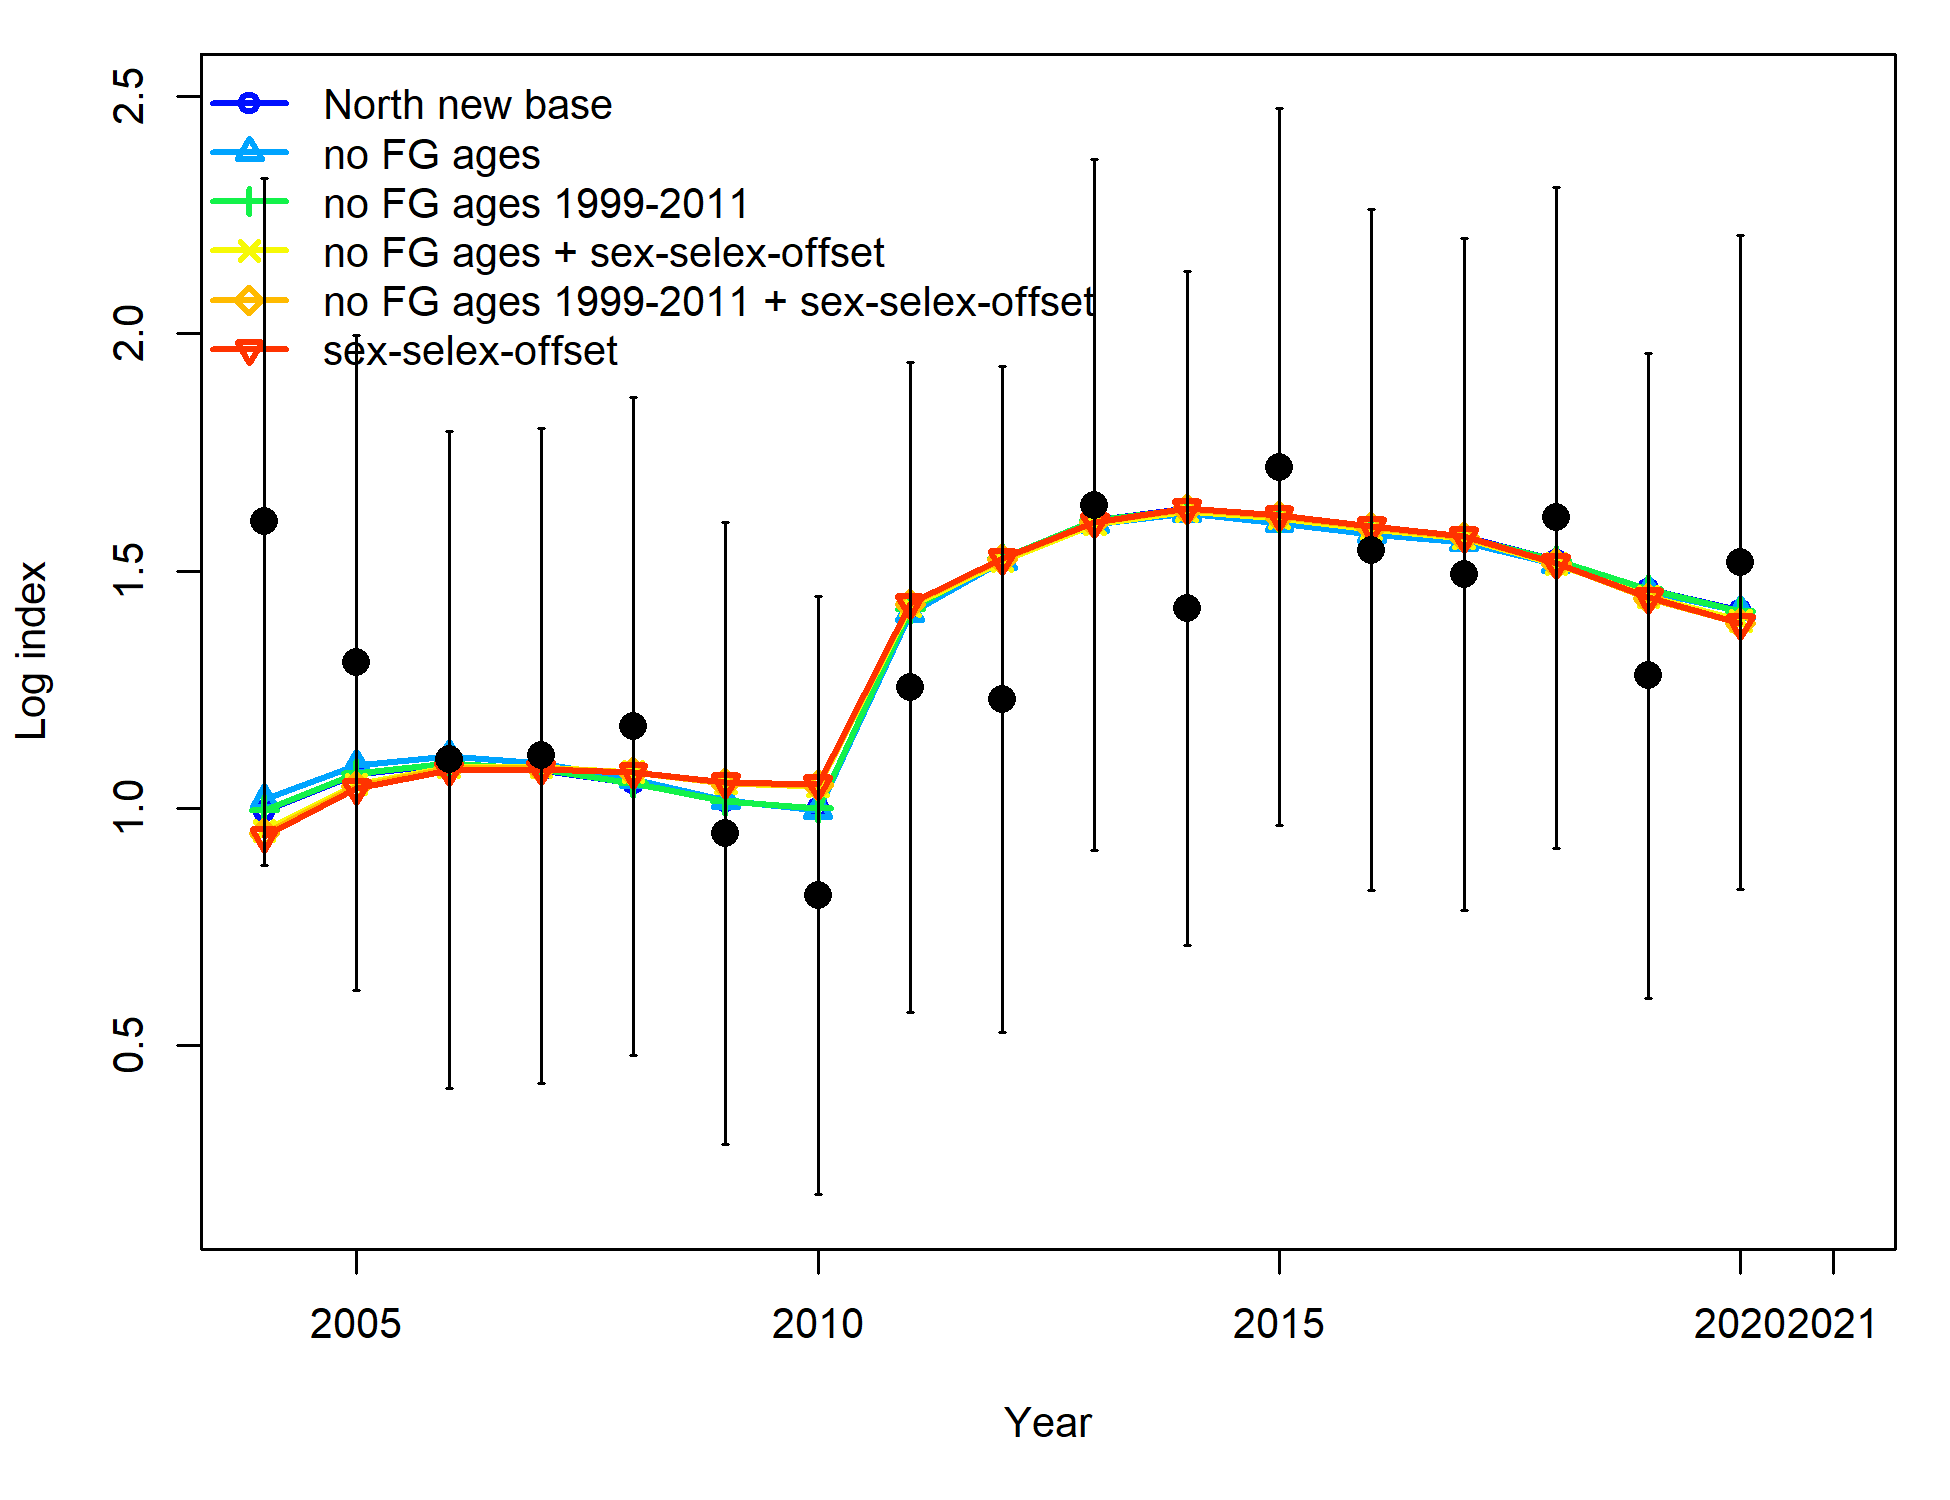 2.5
2.0
1.5
1.0
0.5
Log index
North new base
no FG ages
no FG ages 1999-2011
no FG ages + sex-selex-offset
no FG ages 1999-2011 + sex-selex-offset
sex-selex-offset
2005 2010 2015 2020 2021
Year